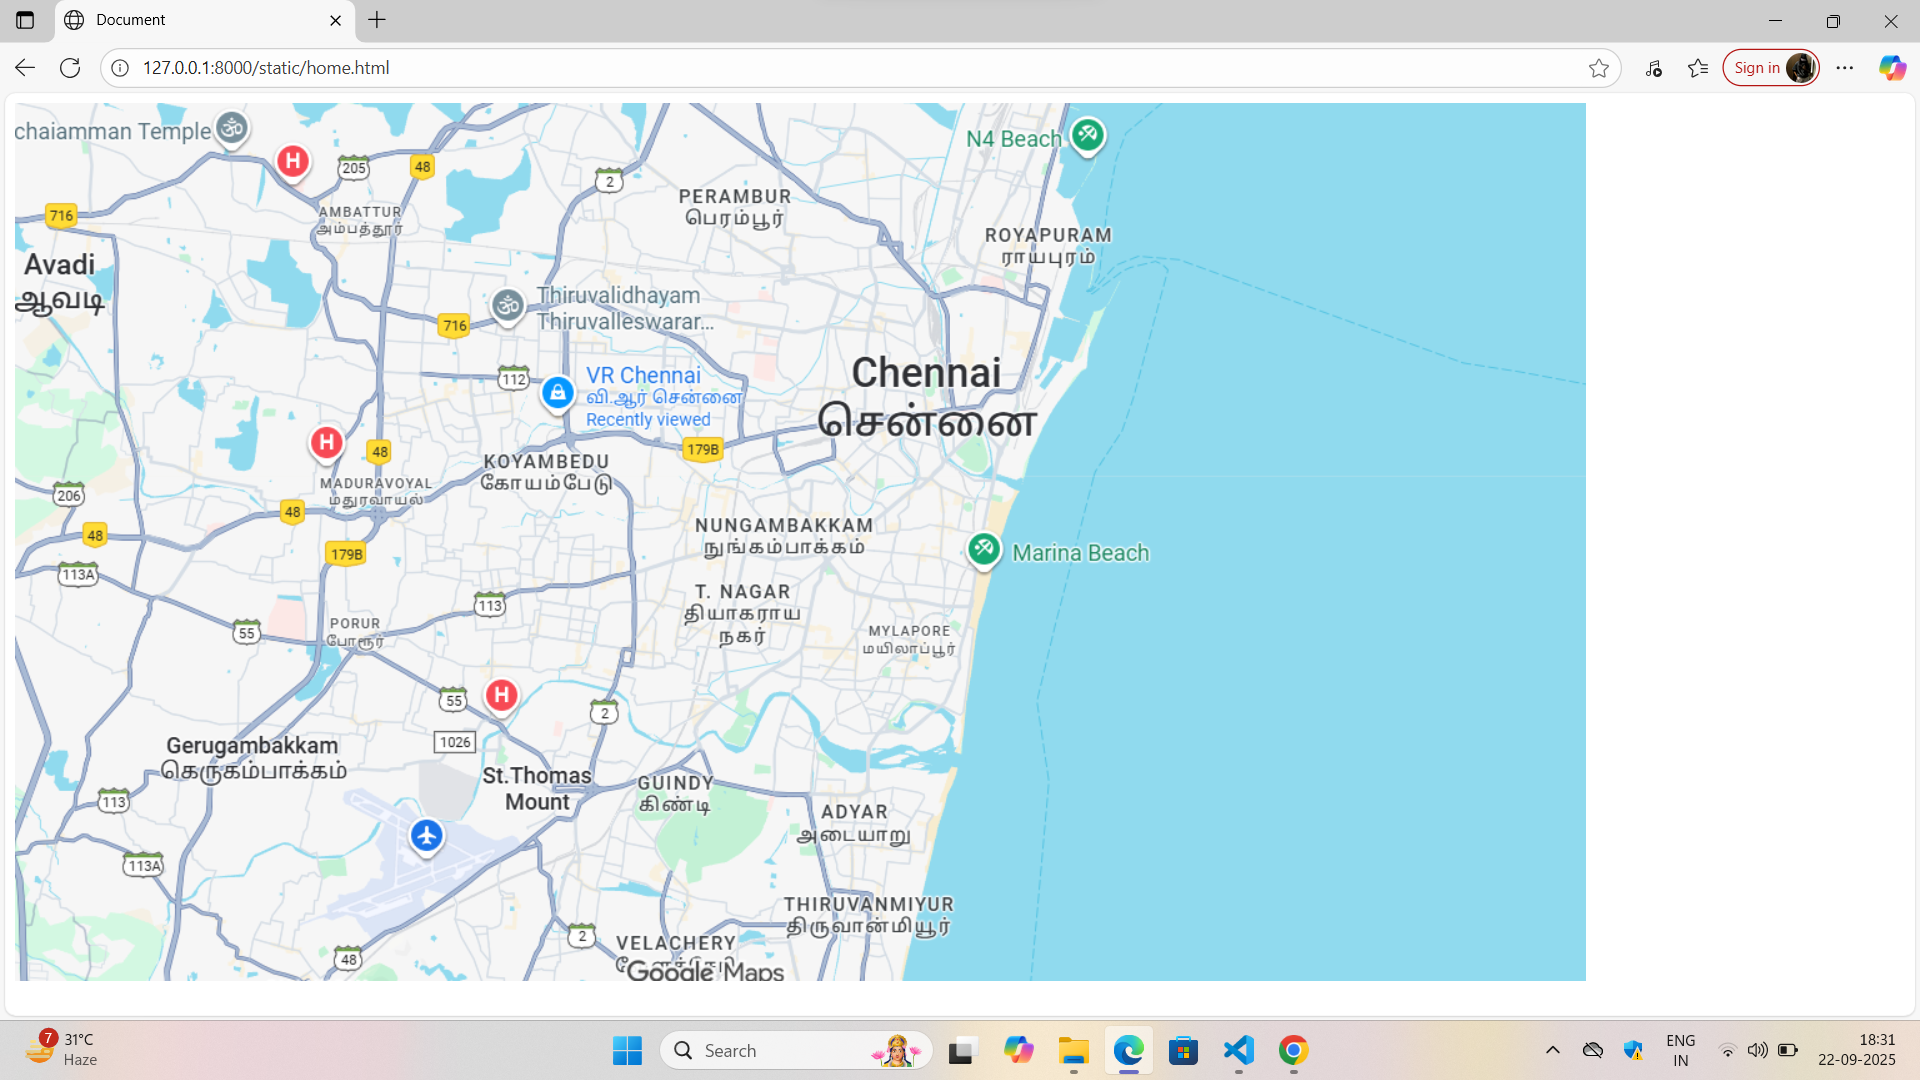 Document
127.0.0.1:8000/static/home.html
Sign in
chaiamman Temple
H
205
48
2
N4 Beach
PERAMBUR
பெரம்பூர்
716
AMBATTUR
அம்பத்தூர்
ROYAPURAM
ராயபுரம்
Avadi
ஆவடி
Thiruvalidhayam
Thiruvalleswarar...
716
112
VR Chennai
வி.ஆர் சென்னை
Recently viewed
Chennai
சென்னை
H
48
179B
KOYAMBEDU
கோயம்பேடு
MADURAVOYAL
மதுரவாயல்
206
48
48
NUNGAMBAKKAM
நுங்கம்பாக்கம்
179B
Marina Beach
113A
T. NAGAR
தியாகராய
நகர்
113
55
PORUR
போரூர்
MYLAPORE
மயிலாப்பூர்
55
H
2
1026
Gerugambakkam
கெருகம்பாக்கம்
St.Thomas
Mount
GUINDY
கிண்டி
113
ADYAR
அடையாறு
113A
THIRUVANMIYUR
திருவான்மியூர்
2
VELACHERY
48
Google Maps
7
31°C
Haze
Search
ENG
IN
18:31
22-09-2025